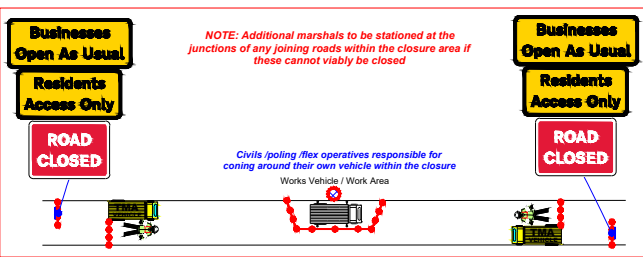 Businesses
Open As Usual
Residents
Access Only
ROAD
CLOSED
NOTE: Additional marshals to be stationed at the
junctions of any joining roads within the closure area if
these cannot viably be closed
Businesses
Open As Usual
Residents
Access Only
ROAD
CLOSED
Civils /poling /flex operatives responsible for
coning around their own vehicle within the closure
Works Vehicle / Work Area
TMA
VEHICLE
TMA
VEHICLE